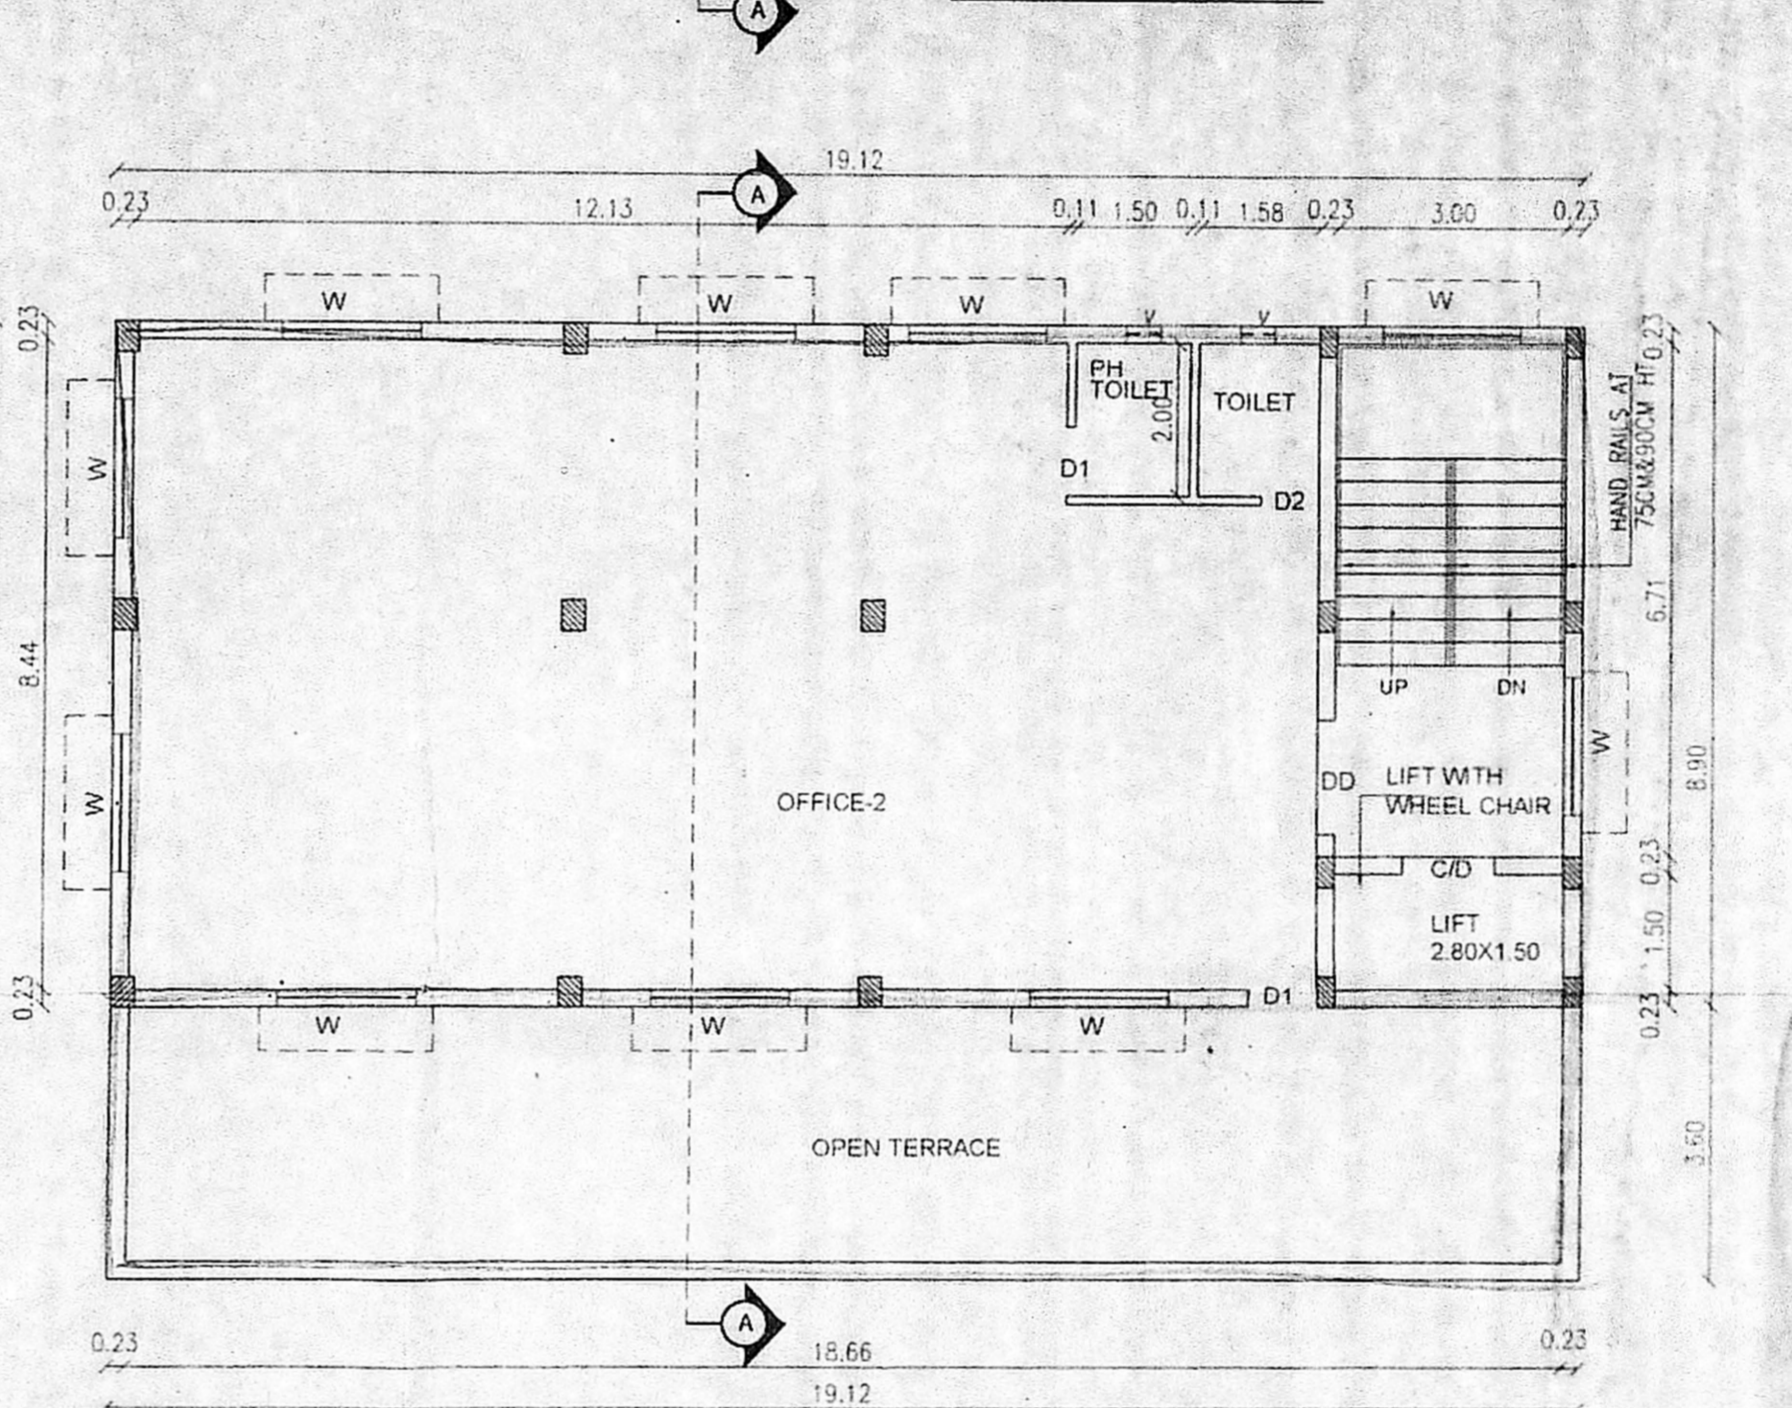 A
19.12
A
0.23 12.13 0.11 1.50 0.11 1.58 0.23 3.00 0.23
W W W V V W
0.23
0.23
PH
TOILET
2.00
TOILET
HAND RAILS AT
75CM&90CM HT
W
D1
D2
6.71
8.44
UP DN
W
W
DD
LIFT WITH
WHEEL CHAIR
8.90
OFFICE-2
C/D
0.23
LIFT
2.80X1.50
1.50
0.23
D1
0.23
W W W
OPEN TERRACE
3.60
A
0.23 18.66 0.23
19.12